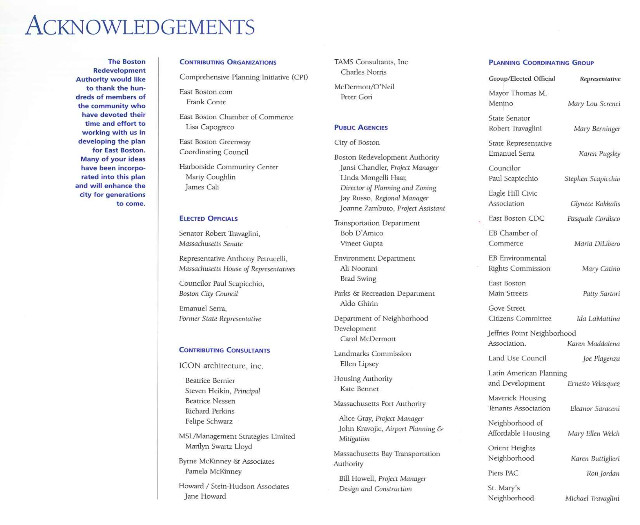 ACKNOWLEDGEMENTS
The Boston
Redevelopment
Authority would like
to thank the hun-
dreds of members of
the community who
have devoted their
time and effort to
working with us in
developing the plan
for East Boston.
Many of your ideas
have been incorpo-
rated into this plan
and will enhance the
city for generations
to come.
CONTRIBUTING ORGANIZATIONS
Comprehensive Planning Initiative (CPI)
East Boston.com
Frank Conte
East Boston Chamber of Commerce
Lisa Capogreco
East Boston Greenway
Coordinating Council
Harborside Community Center
Marty Coughlin
James Cali
ELECTED OFFICIALS
Senator Robert Travaglini,
Massachusetts Senate
Representative Anthony Petruccelli,
Massachusetts House of Representatives
Councilor Paul Scapicchio,
Boston City Council
Emanuel Serra,
Former State Representative
CONTRIBUTING CONSULTANTS
ICON architecture, inc.
Beatrice Bernier
Steven Heikin, Principal
Beatrice Nessen
Richard Perkins
Felipe Schwarz
MSL/Management Strategies Limited
Marilyn Swartz Lloyd
Byrne McKinney & Associates
Pamela McKinney
Howard / Stein-Hudson Associates
Jane Howard
TAMS Consultants, Inc
Charles Norris
McDermott/O'Neil
Peter Gori
PUBLIC AGENCIES
City of Boston
Boston Redevelopment Authority
Jansi Chandler, Project Manager
Linda Mongelli Haar,
Director of Planning and Zoning
Jay Russo, Regional Manager
Joanne Zambuto, Project Assistant
Transportation Department
Bob D'Amico
Vineet Gupta
Environment Department
Ali Noorani
Brad Swing
Parks & Recreation Department
Aldo Ghirin
Department of Neighborhood
Development
Carol McDermott
Landmarks Commission
Ellen Lipsey
Housing Authority
Kate Bennet
Massachusetts Port Authority
Alice Gray, Project Manager
John Kravojic, Airport Planning &
Mitigation
Massachusetts Bay Transportation
Authority
Bill Howell, Project Manager
Design and Construction
PLANNING COORDINATING GROUP
Group/Elected Official Representative
Mayor Thomas M.
Menino Mary Lou Screnci
State Senator
Robert Travaglini Mary Berninger
State Representative
Emanuel Serra Karen Pugsley
Councilor
Paul Scapicchio Stephen Scapicchio
Eagle Hill Civic
Association
East Boston CDC Pasquale
EB Chamber of
Commerce Maria DiLibero
EB Environmental
Rights Commission Mary
East Boston
Main Streets Patty Sartori
Gove Street
Citizens Committee Ida LaMattina
Jeffries Point Neighborhood
Association. Karen Maddalena
Land Use Council Joe
Latin American Planning
and Development Ernesto Velasquez
Maverick Housing
Tenants Association Eleanor Saraceni
Neighborhood of
Affordable Housing Mary Ellen Welch
Orient Heights
Neighborhood Karen Buttiglieri
Piers PAC Ron Jordan
St. Mary's
Neighborhood Michael Travaglini